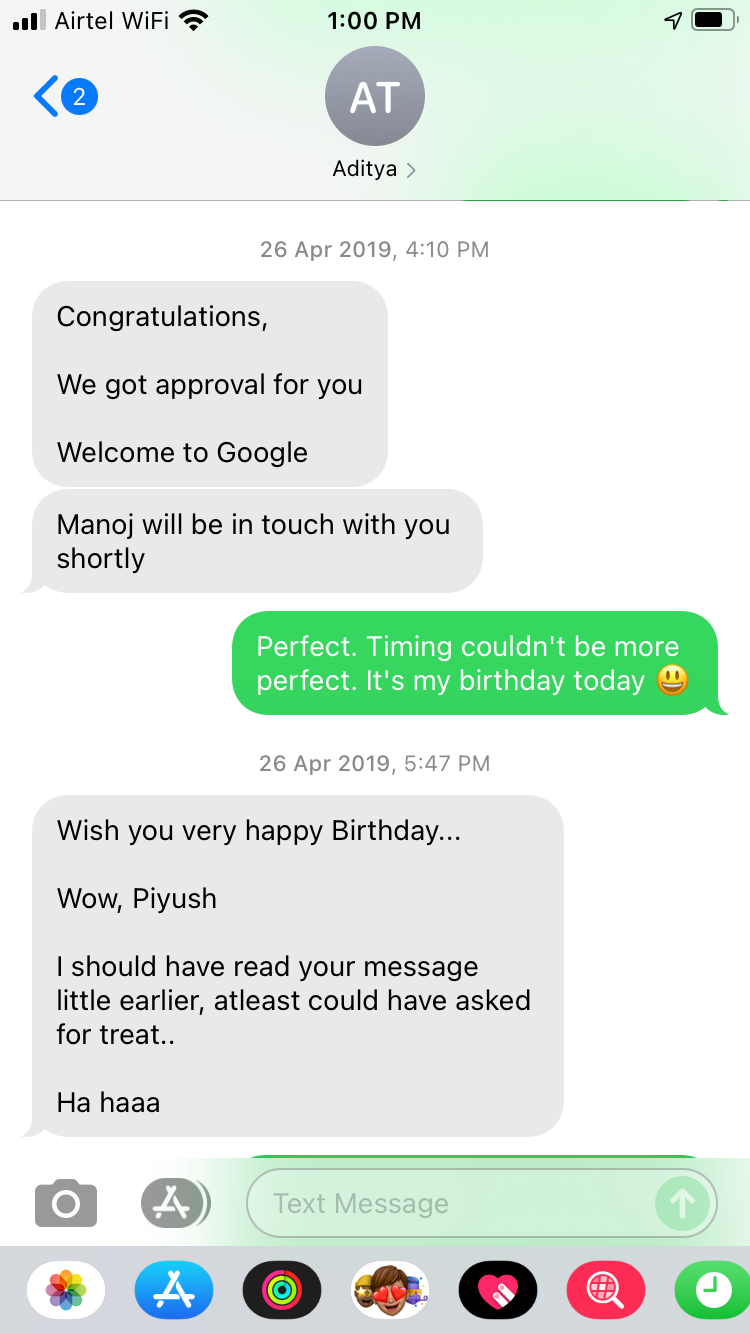 Airtel WiFi 1:00 PM
2
AT
Aditya
26 Apr 2019, 4:10 PM
Congratulations,
We got approval for you
Welcome to Google
Manoj will be in touch with you
shortly
Perfect. Timing couldn't be more
perfect. It's my birthday today 😃
26 Apr 2019, 5:47 PM
Wish you very happy Birthday...
Wow, Piyush
I should have read your message
little earlier, atleast could have asked
for treat..
Ha haaa
Text Message